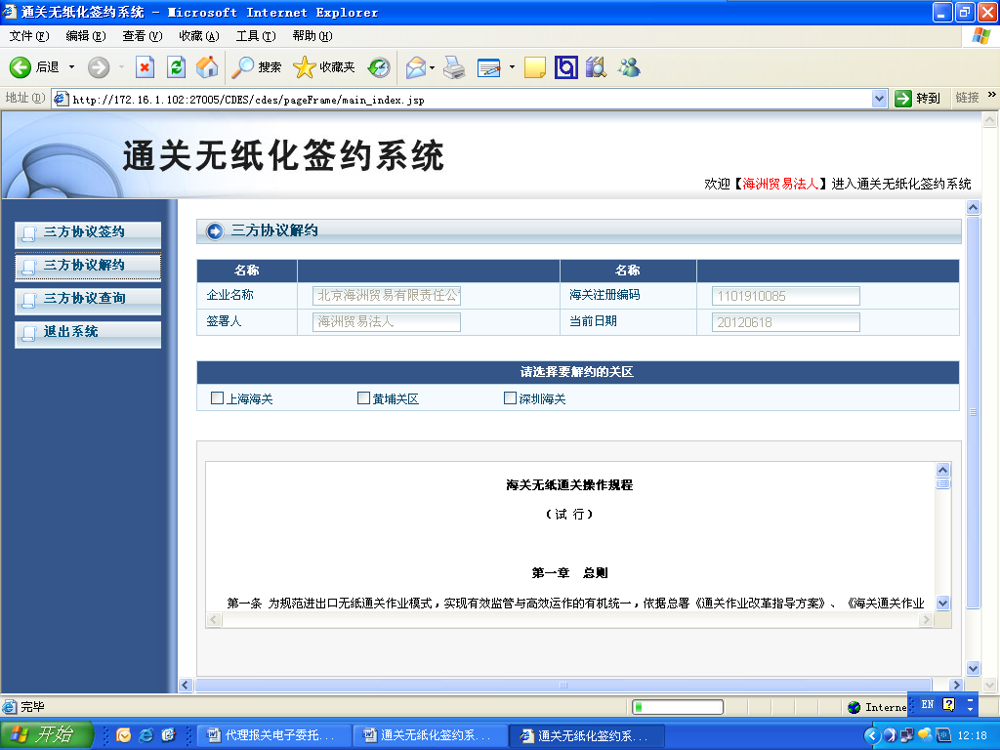 通关无纸化签约系统 - Microsoft Internet Explorer
文件(F) 编辑(E) 查看(V) 收藏(A) 工具(T) 帮助(H)
后退 搜索 收藏夹
地址(D) http://172.16.1.102:27005/CDES/cdes/pageFrame/main_index.jsp 转到 链接 »
通关无纸化签约系统
欢迎【海洲贸易法人】进入通关无纸化签约系统
三方协议签约
三方协议解约
三方协议查询
退出系统
三方协议解约
名称 名称
企业名称 北京海洲贸易有限责任公 海关注册编码 1101910085
签署人 海洲贸易法人 当前日期 20120618
请选择要解约的关区
上海海关 黄埔关区 深圳海关
海关无纸通关操作规程
（试 行）
第一章 总则
第一条 为规范进出口无纸通关作业模式，实现有效监管与高效运作的有机统一，依据总署《通关作业改革指导方案》、《海关通关作业
完毕 Interne EN
开始 代理报关电子委托... 通关无纸化签约系... 通关无纸化签约系... 12:18